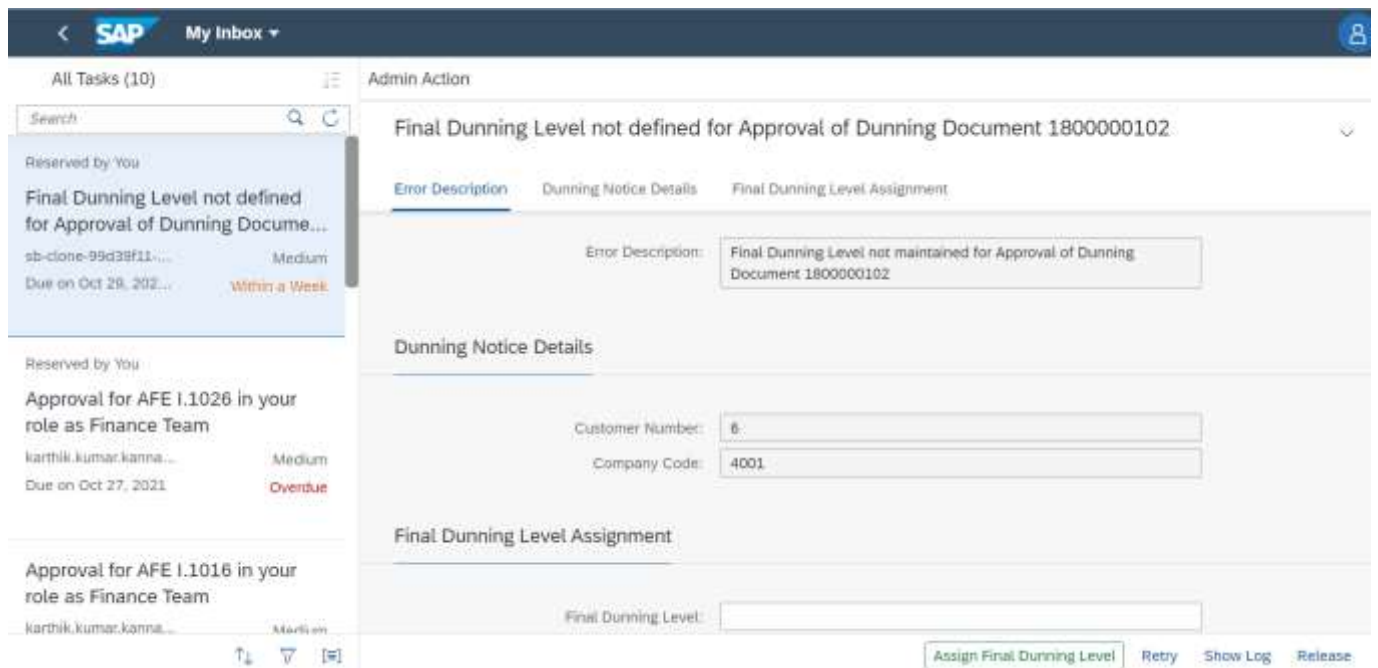 SAP My Inbox
All Tasks (10)
Search
Reserved by You
Final Dunning Level not defined
for Approval of Dunning Docume...
sb-clone-99d39f11-... Medium
Due on Oct 29, 202... Within a Week
Reserved by You
Approval for AFE I.1026 in your
role as Finance Team
karthik.kumar.kanna... Medium
Due on Oct 27, 2021 Overdue
Approval for AFE I.1016 in your
role as Finance Team
karthik.kumar.kanna... Medium
Admin Action
Final Dunning Level not defined for Approval of Dunning Document 1800000102
Error Description Dunning Notice Details Final Dunning Level Assignment
Error Description: Final Dunning Level not maintained for Approval of Dunning
Document 1800000102
Dunning Notice Details
Customer Number: 6
Company Code: 4001
Final Dunning Level Assignment
Final Dunning Level:
Assign Final Dunning Level Retry Show Log Release